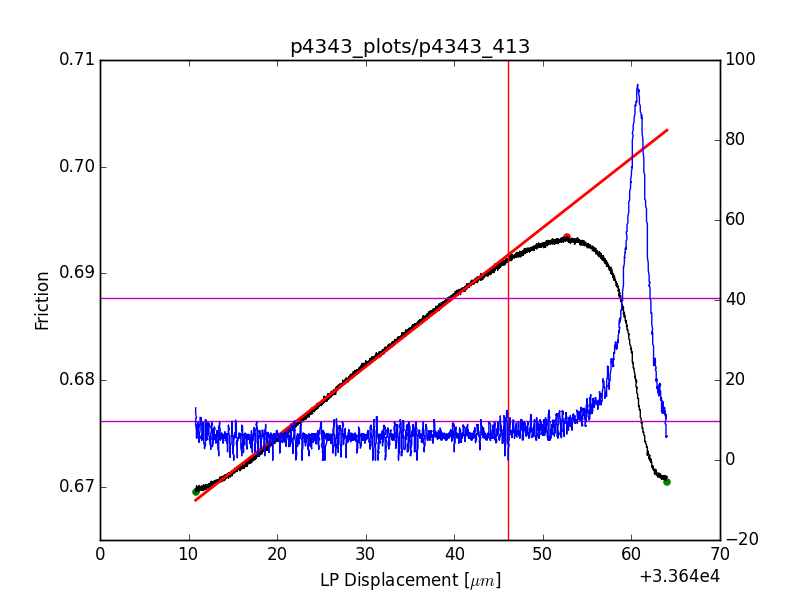 p4343_plots/p4343_413
0.71
0.70
0.69
0.68
0.67
Friction
100
80
60
40
20
0
−20
0 10 20 30 40 50 60 70
LP Displacement [μm]
+3.364e4